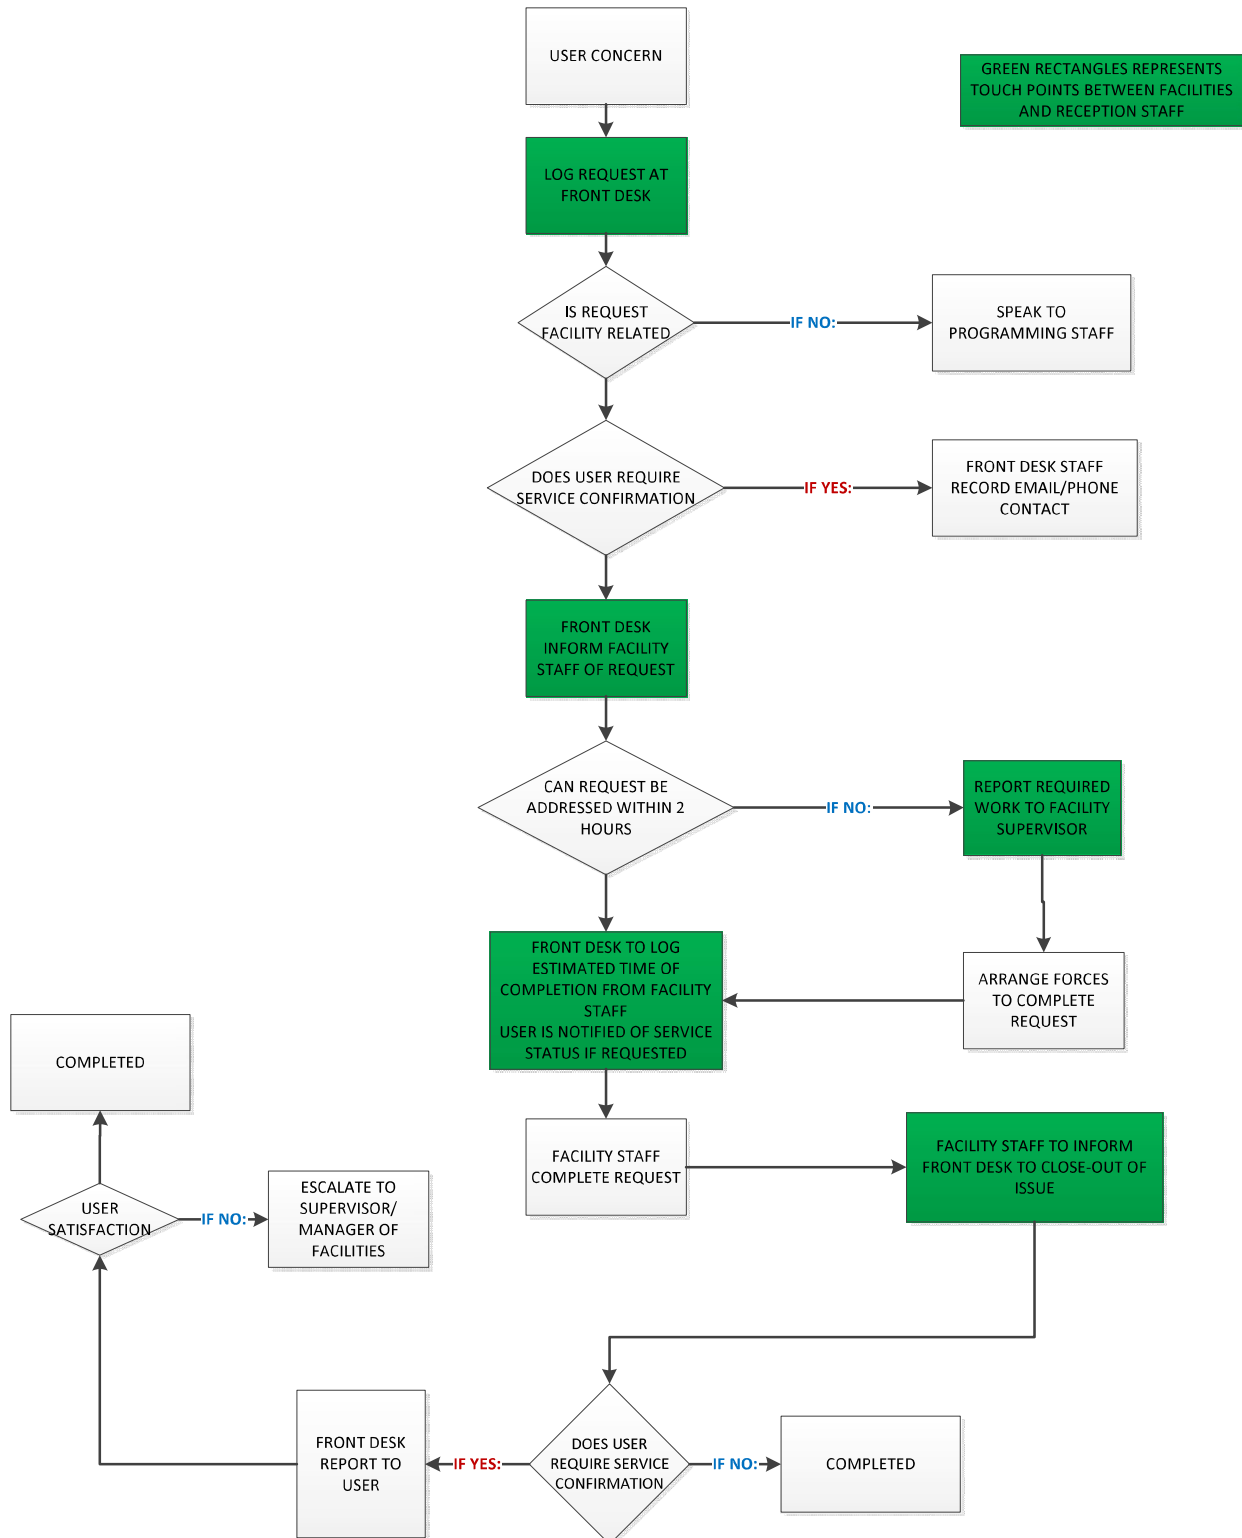 USER CONCERN
GREEN RECTANGLES REPRESENTS
TOUCH POINTS BETWEEN FACILITIES
AND RECEPTION STAFF
LOG REQUEST AT
FRONT DESK
IS REQUEST
FACILITY RELATED
IF NO:
SPEAK TO
PROGRAMMING STAFF
DOES USER REQUIRE
SERVICE CONFIRMATION
IF YES:
FRONT DESK STAFF
RECORD EMAIL/PHONE
CONTACT
FRONT DESK
INFORM FACILITY
STAFF OF REQUEST
CAN REQUEST BE
ADDRESSED WITHIN 2
HOURS
IF NO:
REPORT REQUIRED
WORK TO FACILITY
SUPERVISOR
FRONT DESK TO LOG
ESTIMATED TIME OF
COMPLETION FROM FACILITY
STAFF
USER IS NOTIFIED OF SERVICE
STATUS IF REQUESTED
ARRANGE FORCES
TO COMPLETE
REQUEST
COMPLETED
FACILITY STAFF
COMPLETE REQUEST
FACILITY STAFF TO INFORM
FRONT DESK TO CLOSE-OUT OF
ISSUE
USER
SATISFACTION
IF NO:
ESCALATE TO
SUPERVISOR/
MANAGER OF
FACILITIES
FRONT DESK
REPORT TO
USER
IF YES:
DOES USER
REQUIRE SERVICE
CONFIRMATION
IF NO:
COMPLETED